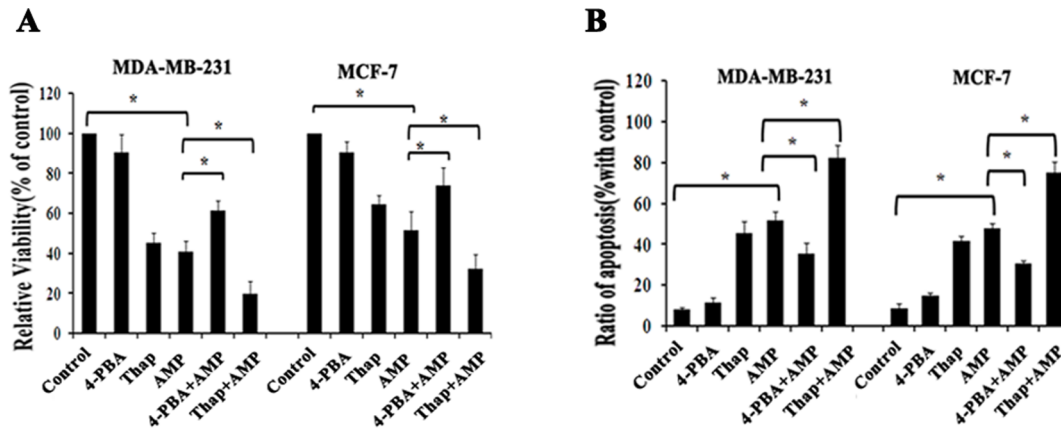 A
MDA-MB-231
MCF-7
Relative Viability(% of control)
120
100
80
60
40
20
0
*
*
*
*
*
*
Control
4-PBA
Thap
AMP
4-PBA+AMP
Thap+AMP
Control
4-PBA
Thap
AMP
4-PBA+AMP
Thap+AMP
B
MDA-MB-231
MCF-7
Ratio of apoptosis(%with control)
120
100
80
60
40
20
0
*
*
*
*
*
*
Control
4-PBA
Thap
AMP
4-PBA+AMP
Thap+AMP
Control
4-PBA
Thap
AMP
4-PBA+AMP
Thap+AMP